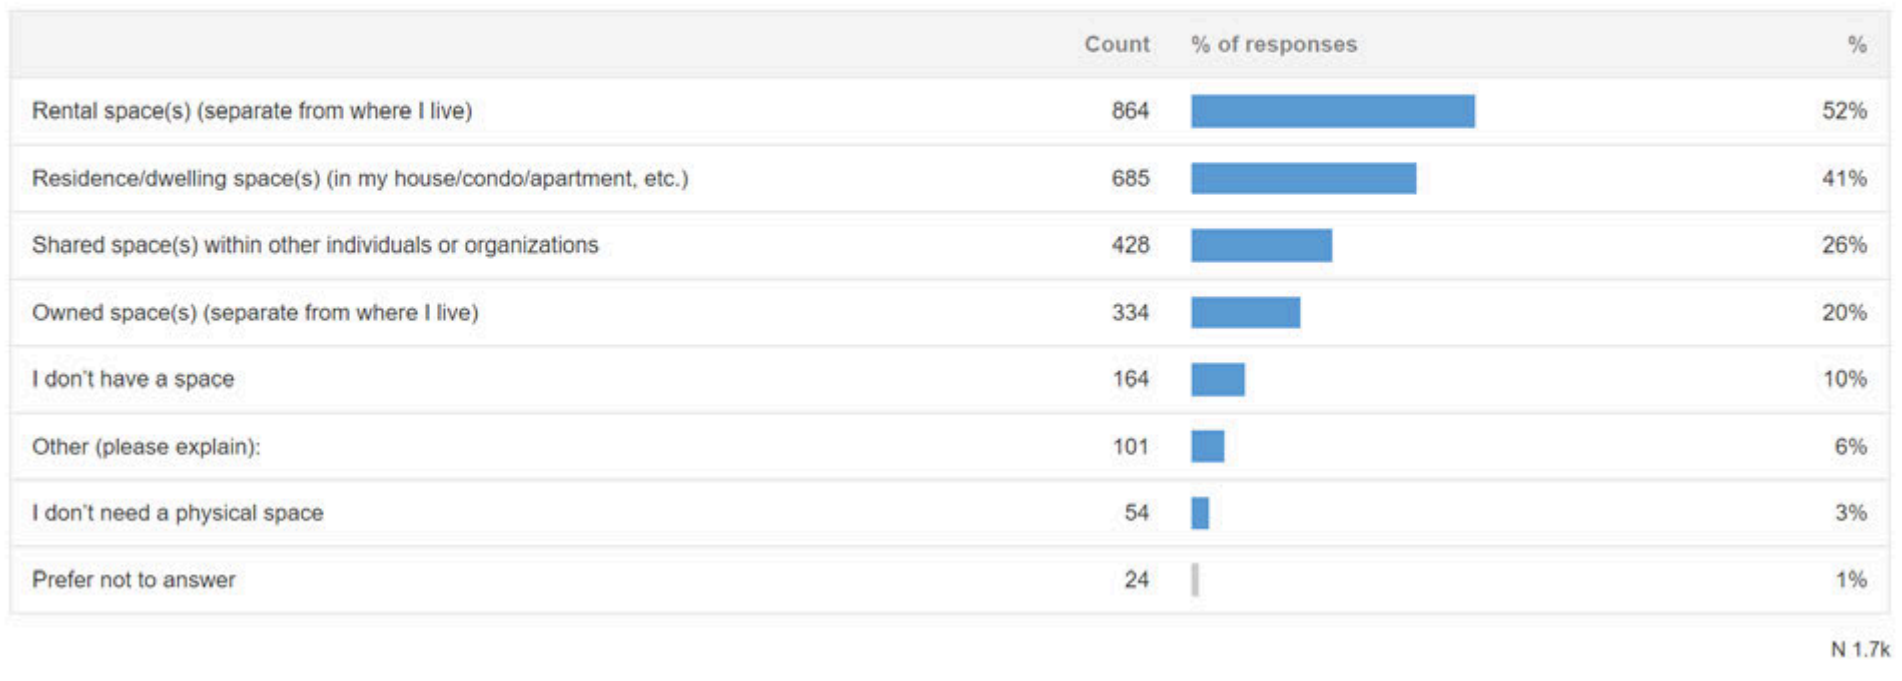 Count % of responses %
Rental space(s) (separate from where I live) 864 52%
Residence/dwelling space(s) (in my house/condo/apartment, etc.) 685 41%
Shared space(s) within other individuals or organizations 428 26%
Owned space(s) (separate from where I live) 334 20%
I don't have a space 164 10%
Other (please explain): 101 6%
I don't need a physical space 54 3%
Prefer not to answer 24 1%
N 1.7k